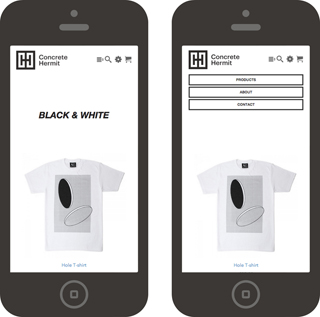 Concrete
Hermit
BLACK & WHITE
Hole T-shirt
Concrete
Hermit
PRODUCTS
ABOUT
CONTACT
Hole T-shirt